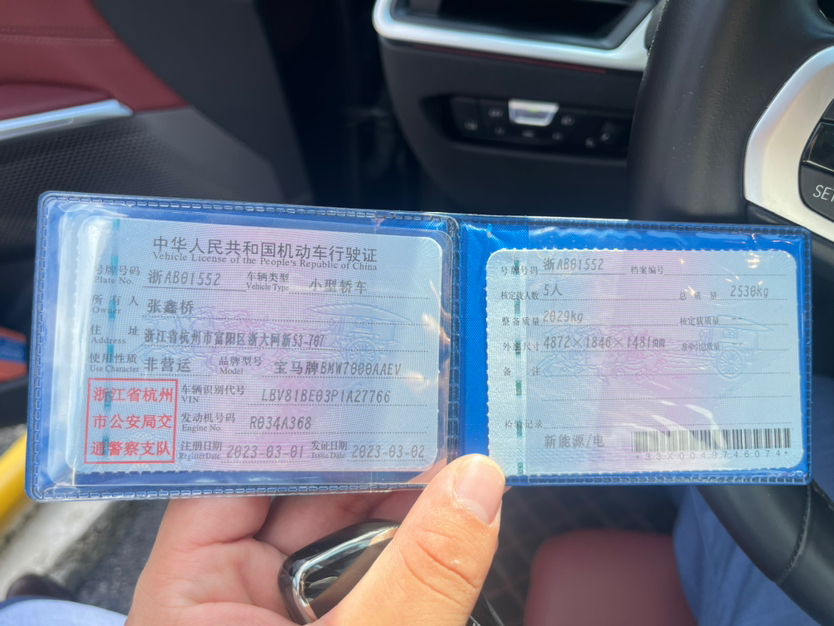 中华人民共和国机动车行驶证
Vehicle License of the People's Republic of China
号牌号码 Plate No. 浙AB01552 车辆类型 Vehicle Type 小型轿车
所有人 Owner 张鑫桥
住址 Address 浙江省杭州市富阳区浙大网新53-707
使用性质 Use Character 非营运 品牌型号 Model 宝马牌BMW7000AAEV
车辆识别代号 VIN LBV81BE03P1A27766
发动机号码 Engine No. R034A368
注册日期 Register Date 2023-03-01 发证日期 Issue Date 2023-03-02
浙江省杭州
市公安局交
通警察支队
号牌号码 浙AB01552 档案编号
核定载人数 5人 总质量 2530kg
整备质量 2029kg 核定载质量
外廓尺寸 4872×1846×1481mm 准牵引总质量
备注
检验记录
新能源/电
SET